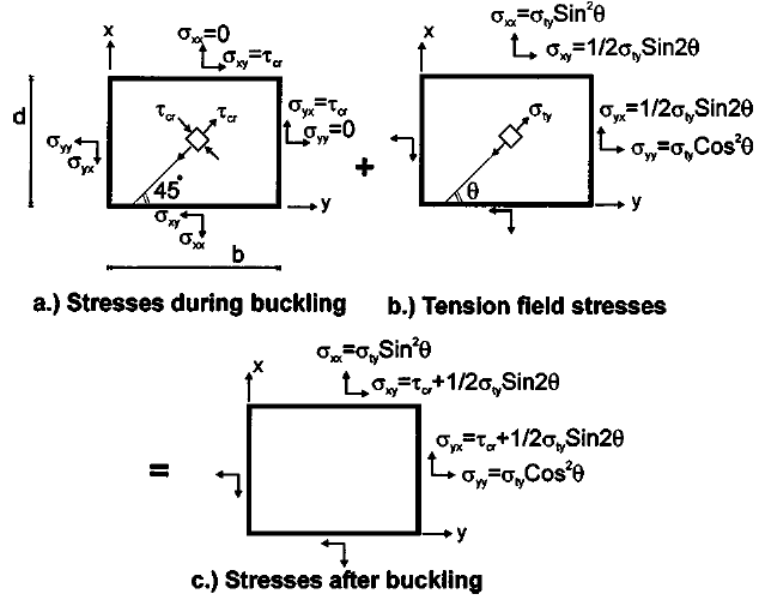 x
σxx=0
σxy=τcr
d
τcr
τcr
σyx=τcr
σyy=0
σyy
σyx
45°
σxy
σxx
y
b
+
x
σxx=σtySin²θ
σxy=1/2σtySin2θ
σty
σyx=1/2σtySin2θ
σyy=σtyCos²θ
θ
y
a.) Stresses during buckling
b.) Tension field stresses
=
x
σxx=σtySin²θ
σxy=τcr+1/2σtySin2θ
σyx=τcr+1/2σtySin2θ
σyy=σtyCos²θ
y
c.) Stresses after buckling